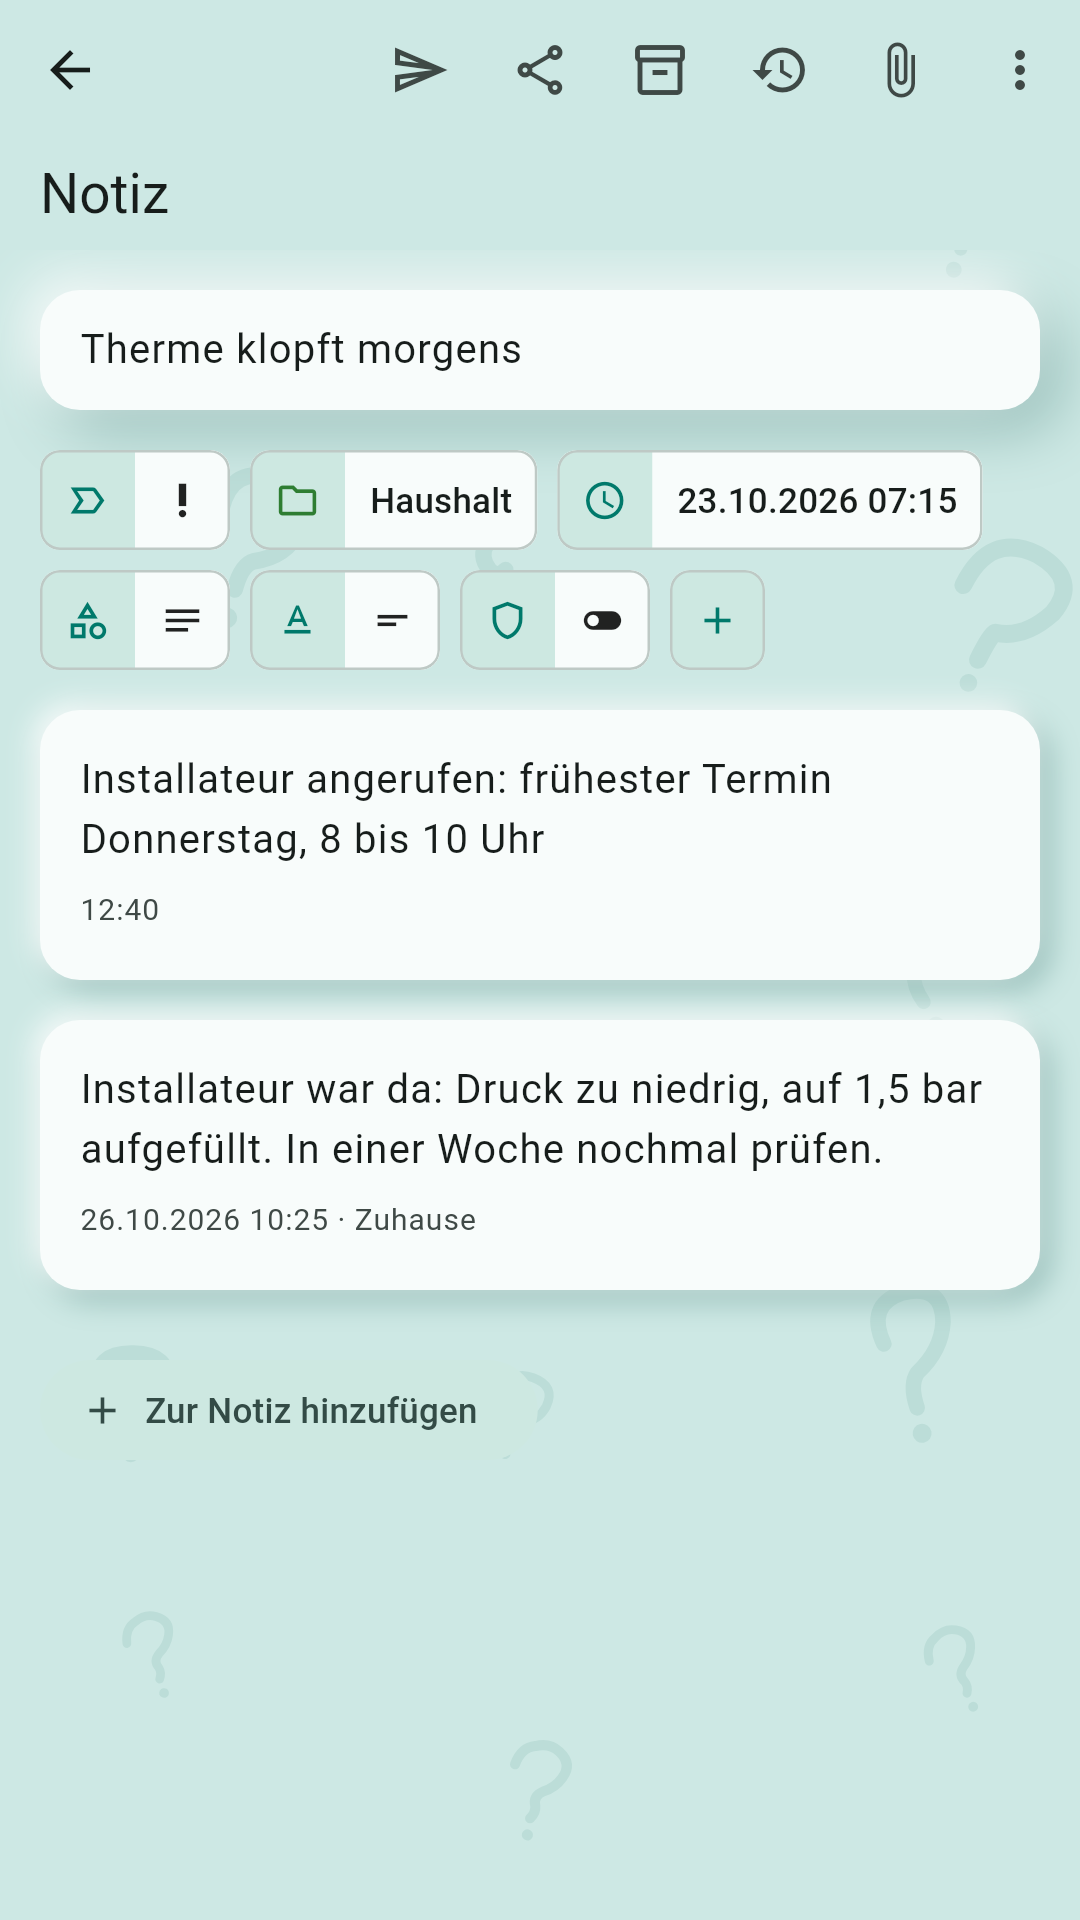 Notiz
Therme klopft morgens
Haushalt
23.10.2026 07:15
Installateur angerufen: frühester Termin
Donnerstag, 8 bis 10 Uhr
12:40
Installateur war da: Druck zu niedrig, auf 1,5 bar
aufgefüllt. In einer Woche nochmal prüfen.
26.10.2026 10:25 · Zuhause
Zur Notiz hinzufügen